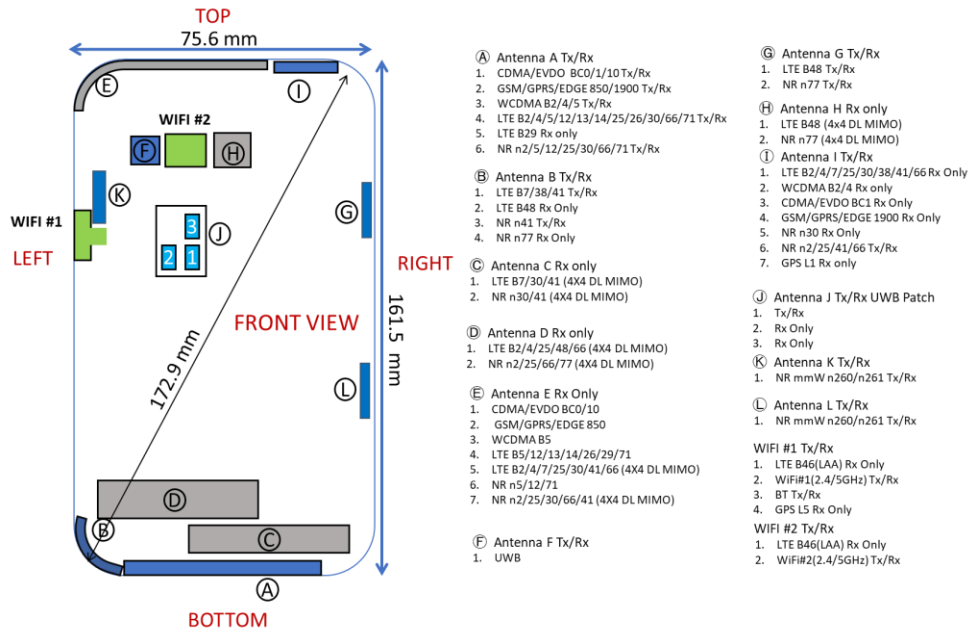 TOP
75.6 mm
E
I
WIFI #2
F
H
K
G
WIFI #1
3
J
2
1
LEFT
RIGHT
FRONT VIEW
161.5 mm
172.9 mm
L
D
B
C
A
BOTTOM
A Antenna A Tx/Rx
1. CDMA/EVDO BC0/1/10 Tx/Rx
2. GSM/GPRS/EDGE 850/1900 Tx/Rx
3. WCDMA B2/4/5 Tx/Rx
4. LTE B2/4/5/12/13/14/25/26/30/66/71 Tx/Rx
5. LTE B29 Rx only
6. NR n2/5/12/25/30/66/71 Tx/Rx
B Antenna B Tx/Rx
1. LTE B7/38/41 Tx/Rx
2. LTE B48 Rx Only
3. NR n41 Tx/Rx
4. NR n77 Rx Only
C Antenna C Rx only
1. LTE B7/30/41 (4X4 DL MIMO)
2. NR n30/41 (4X4 DL MIMO)
D Antenna D Rx only
1. LTE B2/4/25/48/66 (4X4 DL MIMO)
2. NR n2/25/66/77 (4X4 DL MIMO)
E Antenna E Rx Only
1. CDMA/EVDO BC0/10
2. GSM/GPRS/EDGE 850
3. WCDMA B5
4. LTE B5/12/13/14/26/29/71
5. LTE B2/4/7/25/30/41/66 (4X4 DL MIMO)
6. NR n5/12/71
7. NR n2/25/30/66/41 (4X4 DL MIMO)
F Antenna F Tx/Rx
1. UWB
G Antenna G Tx/Rx
1. LTE B48 Tx/Rx
2. NR n77 Tx/Rx
H Antenna H Rx only
1. LTE B48 (4x4 DL MIMO)
2. NR n77 (4x4 DL MIMO)
I Antenna I Tx/Rx
1. LTE B2/4/7/25/30/38/41/66 Rx Only
2. WCDMA B2/4 Rx only
3. CDMA/EVDO BC1 Rx Only
4. GSM/GPRS/EDGE 1900 Rx Only
5. NR n30 Rx Only
6. NR n2/25/41/66 Tx/Rx
7. GPS L1 Rx only
J Antenna J Tx/Rx UWB Patch
1. Tx/Rx
2. Rx Only
3. Rx Only
K Antenna K Tx/Rx
1. NR mmW n260/n261 Tx/Rx
L Antenna L Tx/Rx
1. NR mmW n260/n261 Tx/Rx
WIFI #1 Tx/Rx
1. LTE B46(LAA) Rx Only
2. WiFi#1(2.4/5GHz) Tx/Rx
3. BT Tx/Rx
4. GPS L5 Rx Only
WIFI #2 Tx/Rx
1. LTE B46(LAA) Rx Only
2. WiFi#2(2.4/5GHz) Tx/Rx